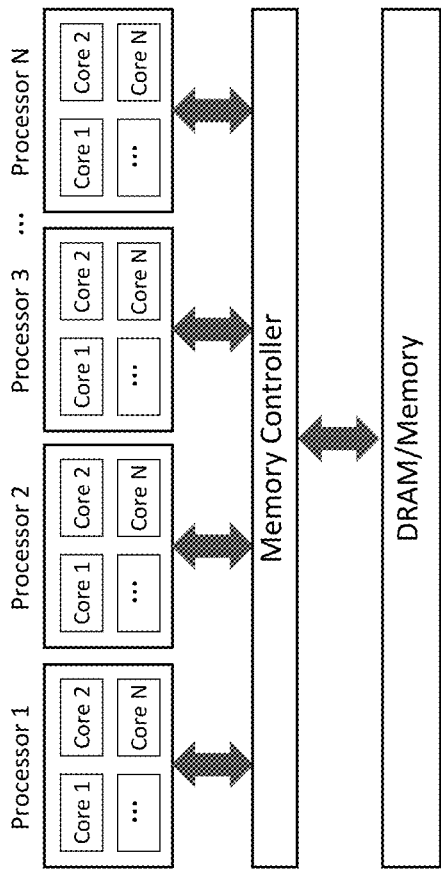 Processor 1
Core 1
Core 2
...
Core N
Processor 2
Core 1
Core 2
...
Core N
Processor 3
Core 1
Core 2
...
Core N
...
Processor N
Core 1
Core 2
...
Core N
Memory Controller
DRAM/Memory